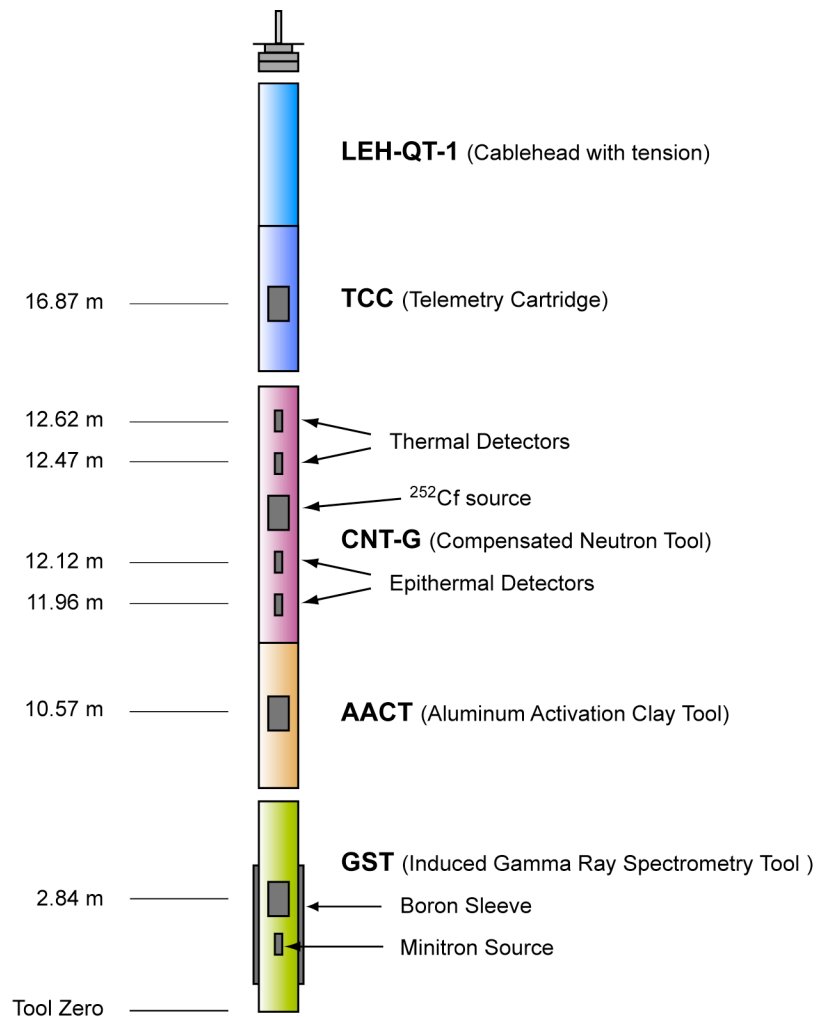 LEH-QT-1 (Cablehead with tension)
16.87 m
TCC (Telemetry Cartridge)
12.62 m
Thermal Detectors
12.47 m
252Cf source
CNT-G (Compensated Neutron Tool)
12.12 m
Epithermal Detectors
11.96 m
10.57 m
AACT (Aluminum Activation Clay Tool)
GST (Induced Gamma Ray Spectrometry Tool )
2.84 m
Boron Sleeve
Minitron Source
Tool Zero